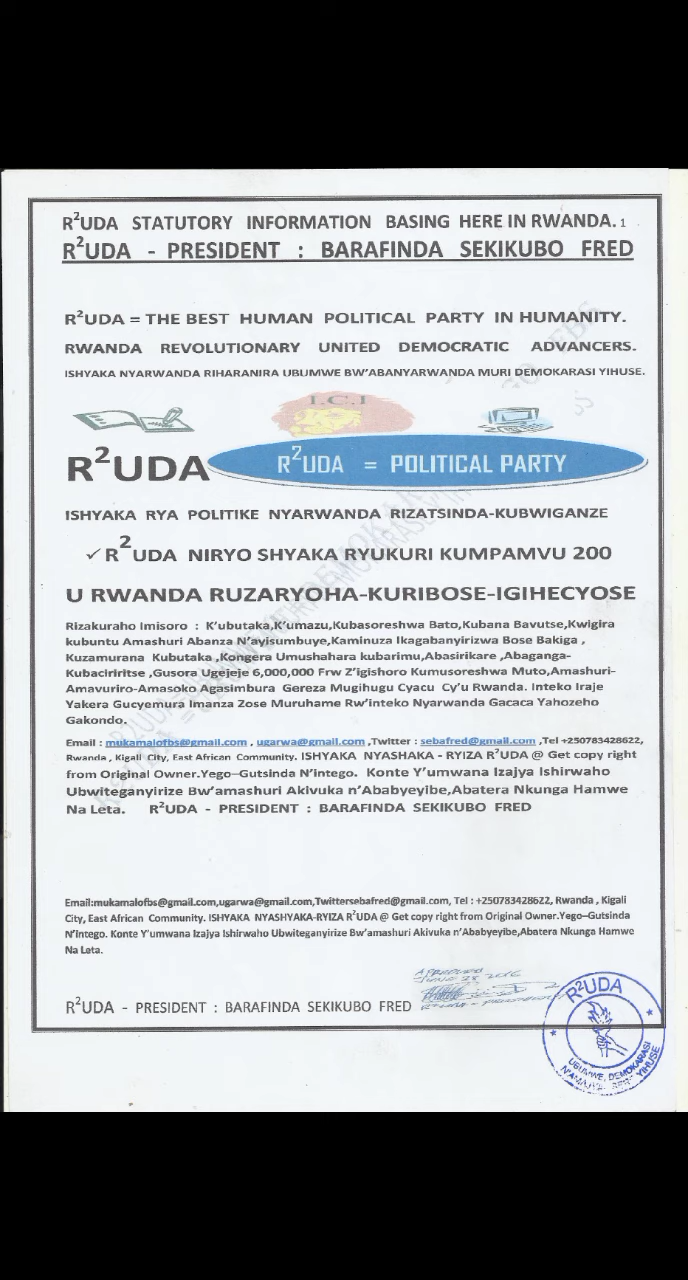 R²UDA STATUTORY INFORMATION BASING HERE IN RWANDA. 1
R²UDA - PRESIDENT : BARAFINDA SEKIKUBO FRED
R²UDA = THE BEST HUMAN POLITICAL PARTY IN HUMANITY.
RWANDA REVOLUTIONARY UNITED DEMOCRATIC ADVANCERS.
ISHYAKA NYARWANDA RIHARANIRA UBUMWE BW'ABANYARWANDA MURI DEMOKARASI YIHUSE.
I.C.I
R²UDA
R²UDA = POLITICAL PARTY
ISHYAKA RYA POLITIKE NYARWANDA RIZATSINDA-KUBWIGANZE
✓ R²UDA NIRYO SHYAKA RYUKURI KUMPAMVU 200
U RWANDA RUZARYOHA-KURIBOSE-IGIHECYOSE
Rizakuraho Imisoro : K'ubutaka,K'umazu,Kubasoreshwa Bato,Kubana Bavutse,Kwigira
kubuntu Amashuri Abanza N'ayisumbuye,Kaminuza Ikagabanyirizwa Bose Bakiga ,
Kuzamurana Kubutaka ,Kongera Umushahara kubarimu,Abasirikare ,Abaganga-
Kubaciriritse ,Gusora Ugejeje 6,000,000 Frw Z'igishoro Kumusoreshwa Muto,Amashuri-
Amavuriro-Amasoko Agasimbura Gereza Mugihugu Cyacu Cy'u Rwanda. Inteko Iraje
Yakera Gucyemura Imanza Zose Muruhame Rw'inteko Nyarwanda Gacaca Yahozeho
Gakondo.
Email : mukamalofbs@gmail.com , ugarwa@gmail.com ,Twitter : sebafred@gmail.com ,Tel +250783428622,
Rwanda , Kigali City, East African Community. ISHYAKA NYASHAKA - RYIZA R²UDA @ Get copy right
from Original Owner.Yego–Gutsinda N'Intego. Konte Y'umwana Izajya Ishirwaho
Ubwiteganyirize Bw'amashuri Akivuka n'Ababyeyibe,Abatera Nkunga Hamwe
Na Leta. R²UDA - PRESIDENT : BARAFINDA SEKIKUBO FRED
Email:mukamalofbs@gmail.com,ugarwa@gmail.com,Twittersebafred@gmail.com, Tel : +250783428622, Rwanda , Kigali
City, East African Community. ISHYAKA NYASHYAKA-RYIZA R²UDA @ Get copy right from Original Owner.Yego–Gutsinda
N'Intego. Konte Y'umwana Izajya Ishirwaho Ubwiteganyirize Bw'amashuri Akivuka n'Ababyeyibe,Abatera Nkunga Hamwe
Na Lata.
APPROVED
JUNE 28 2016
R²UDA - PRESIDENT : BARAFINDA SEKIKUBO FRED
R²UDA
UBUMWE, DEMOKARASI
YIHUSE